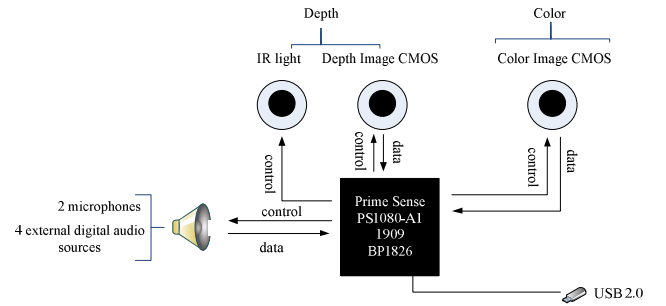 Depth
Color
IR light
Depth Image CMOS
Color Image CMOS
control
control
data
control
data
2 microphones
4 external digital audio
sources
control
data
Prime Sense
PS1080-A1
1909
BP1826
USB 2.0